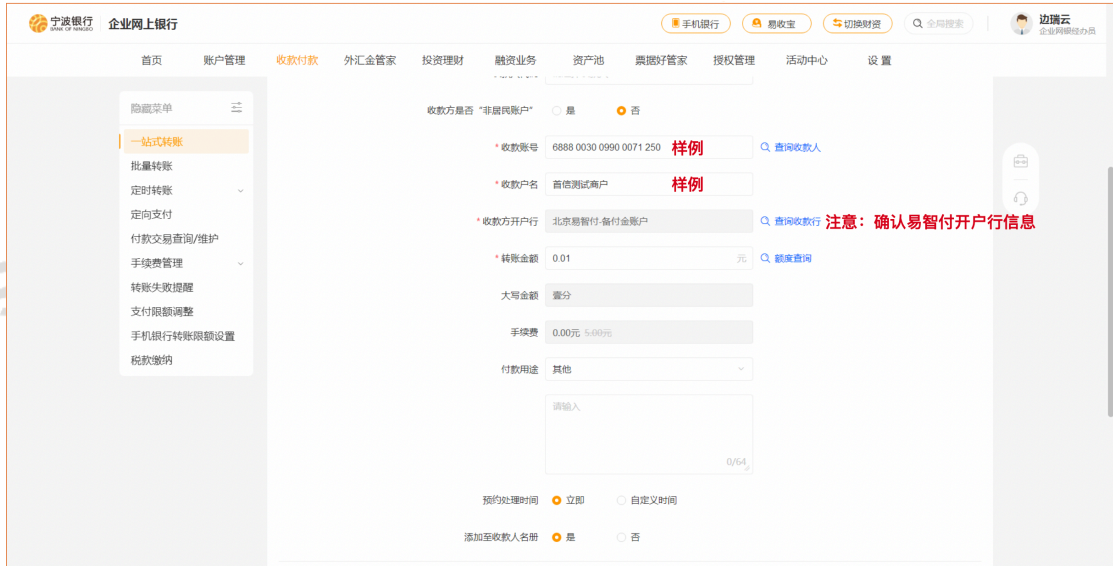 宁波银行 企业网上银行 手机银行 易收宝 切换财资 全局搜索 边瑞云
BANK OF NINGBO 企业网银经办员
首页 账户管理 收款付款 外汇金管家 投资理财 融资业务 资产池 票据好管家 授权管理 活动中心 设 置
隐藏菜单
一站式转账
批量转账
定时转账
定向支付
付款交易查询/维护
手续费管理
转账失败提醒
支付限额调整
手机银行转账限额设置
税款缴纳
收款方是否“非居民账户” 是 否
*收款账号 6888 0030 0990 0071 250 样例 查询收款人
*收款户名 首信测试商户 样例
*收款方开户行 北京易智付-备付金账户 查询收款行 注意：确认易智付开户行信息
*转账金额 0.01 元 额度查询
大写金额 壹分
手续费 0.00元 5.00元
付款用途 其他
请输入
0/64
预约处理时间 立即 自定义时间
添加至收款人名册 是 否